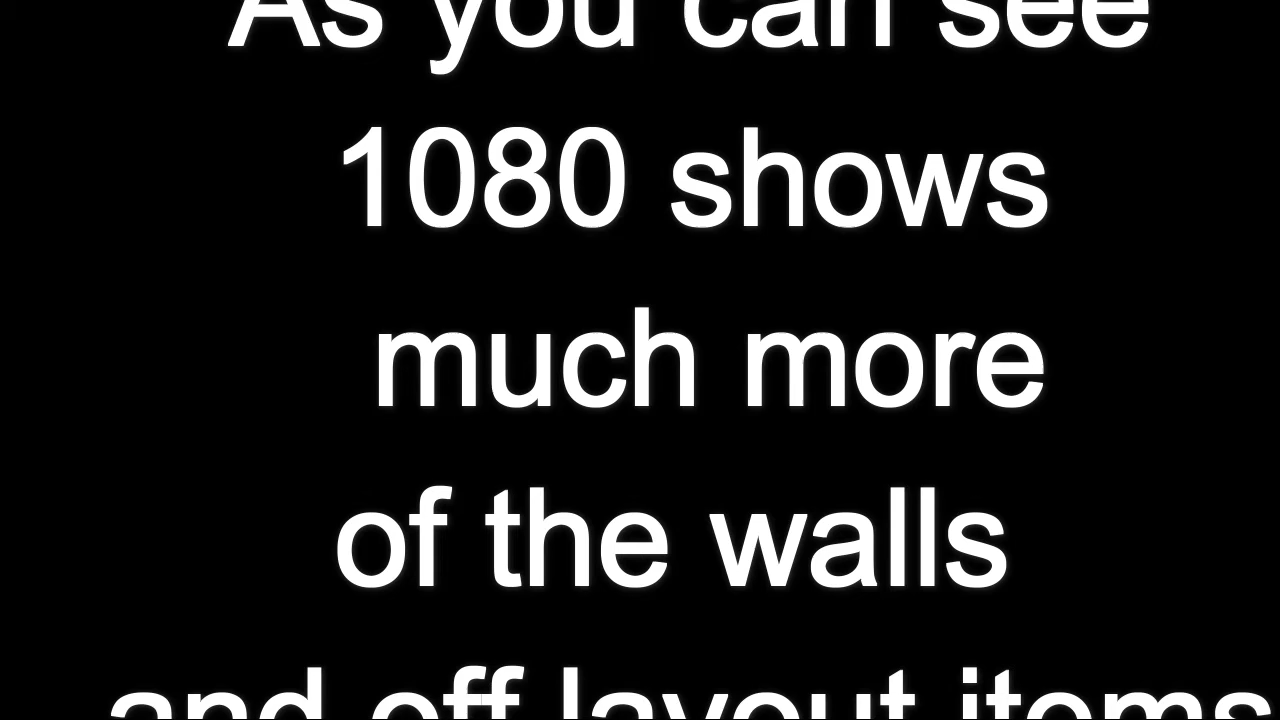 As you can see
1080 shows
much more
of the walls
and off layout items